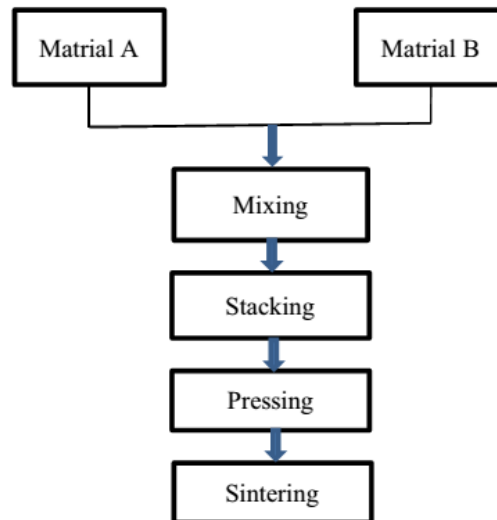 Matrial A
Matrial B
Mixing
Stacking
Pressing
Sintering